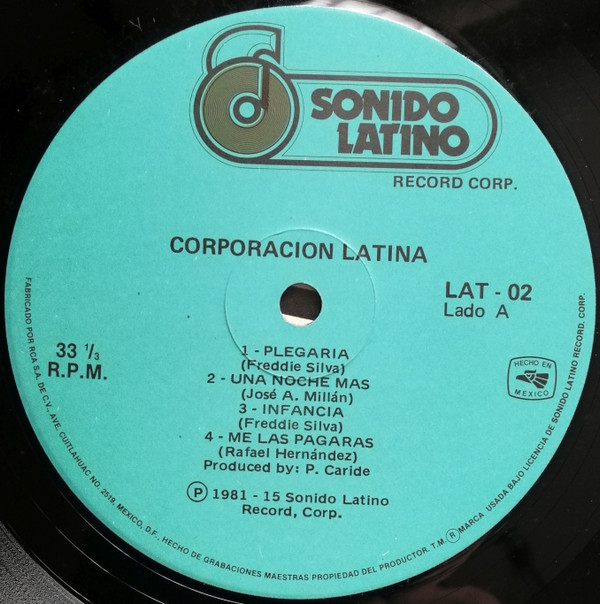 SONIDO
LATINO
RECORD CORP.
CORPORACION LATINA
LAT - 02
Lado A
33 1/3
R.P.M.
HECHO EN
MEXICO
1 - PLEGARIA
(Freddie Silva)
2 - UNA NOCHE MAS
(José A. Millán)
3 - INFANCIA
(Freddie Silva)
4 - ME LAS PAGARAS
(Rafael Hernández)
Produced by: P. Caride
Ⓟ 1981 - 15 Sonido Latino
Record, Corp.
FABRICADO POR RCA S.A. DE C.V., AVE. CUITLAHUAC NO. 2519, MEXICO, D.F., HECHO DE GRABACIONES MAESTRAS PROPIEDAD DEL PRODUCTOR. T.M. ® MARCA USADA BAJO LICENCIA DE SONIDO LATINO RECORD. CORP.